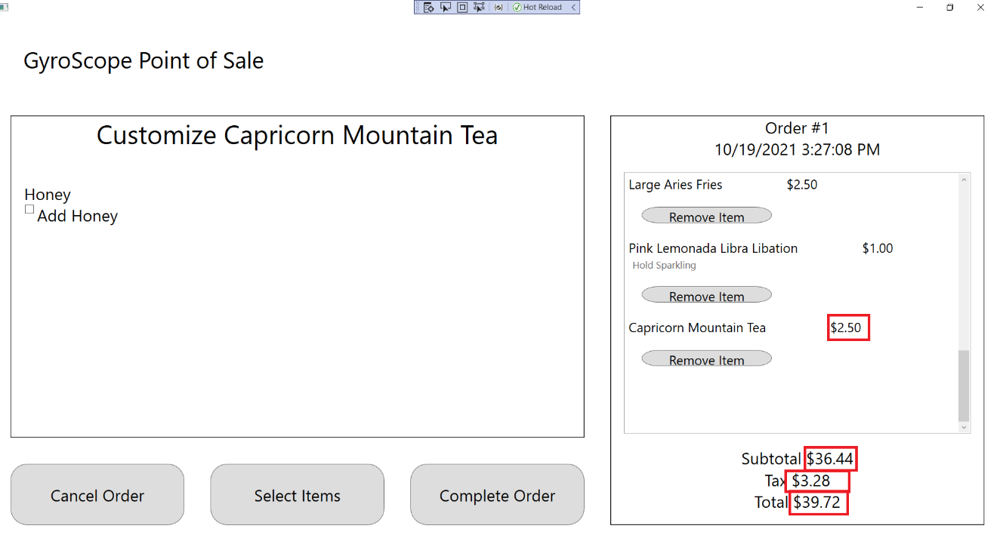 Hot Reload
GyroScope Point of Sale
Customize Capricorn Mountain Tea
Honey
Add Honey
Cancel Order
Select Items
Complete Order
Order #1
10/19/2021 3:27:08 PM
Large Aries Fries $2.50
Remove Item
Pink Lemonada Libra Libation $1.00
Hold Sparkling
Remove Item
Capricorn Mountain Tea $2.50
Remove Item
Subtotal $36.44
Tax $3.28
Total $39.72